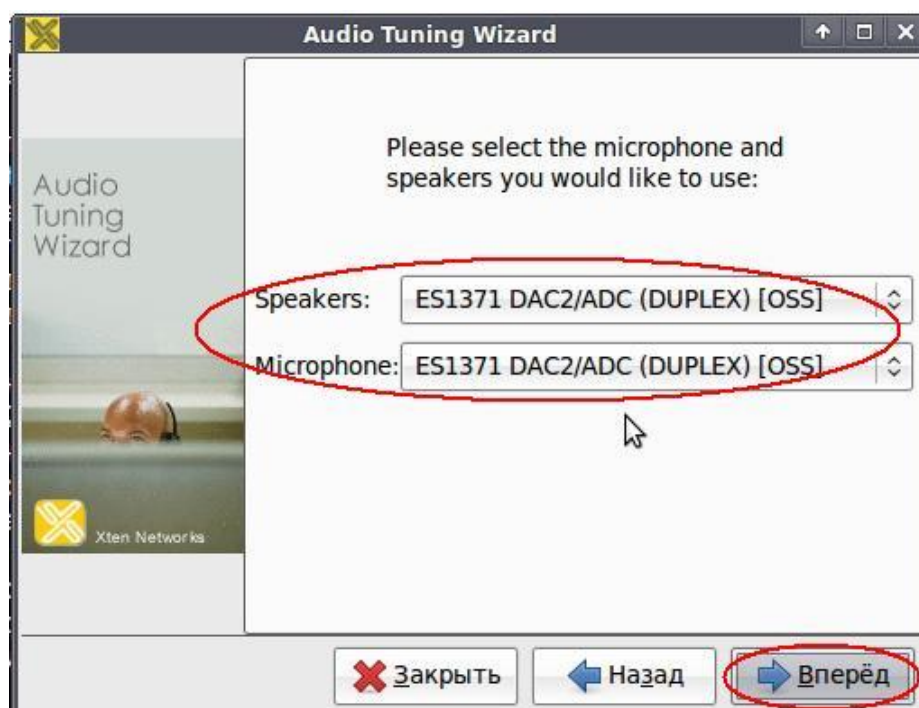 Audio Tuning Wizard
Please select the microphone and
speakers you would like to use:
Audio
Tuning
Wizard
Speakers: ES1371 DAC2/ADC (DUPLEX) [OSS]
Microphone: ES1371 DAC2/ADC (DUPLEX) [OSS]
Xten Networks
Закрыть Назад Вперёд